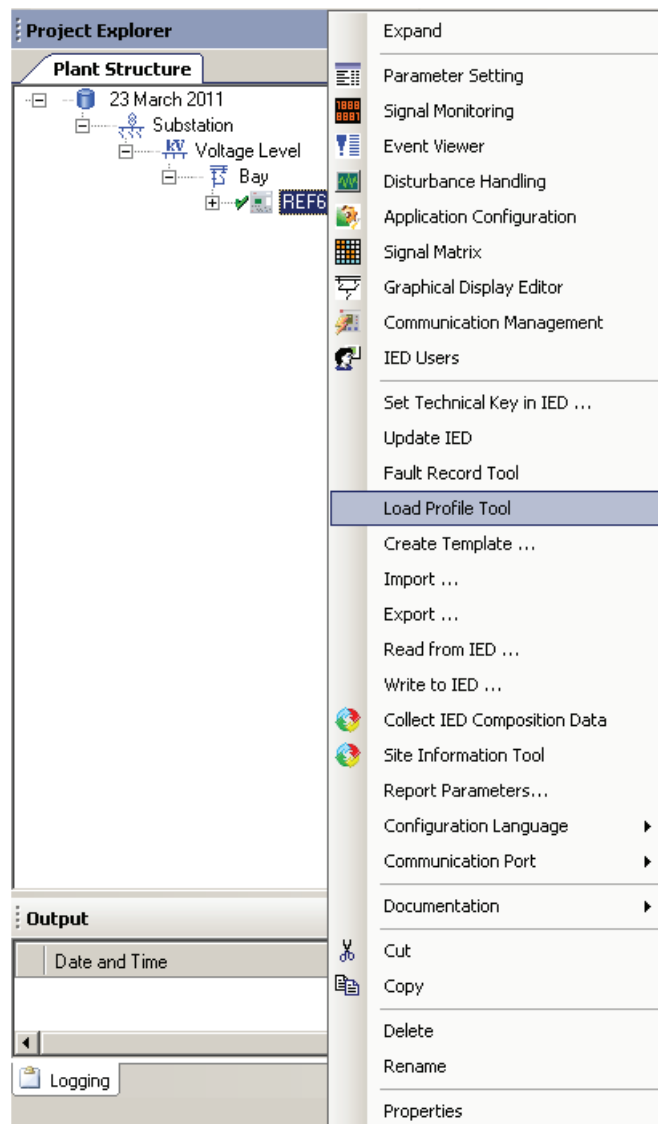 Project Explorer
Plant Structure
23 March 2011
Substation
Voltage Level
Bay
REF6
Output
Date and Time
Logging
Expand
Parameter Setting
Signal Monitoring
Event Viewer
Disturbance Handling
Application Configuration
Signal Matrix
Graphical Display Editor
Communication Management
IED Users
Set Technical Key in IED ...
Update IED
Fault Record Tool
Load Profile Tool
Create Template ...
Import ...
Export ...
Read from IED ...
Write to IED ...
Collect IED Composition Data
Site Information Tool
Report Parameters...
Configuration Language
Communication Port
Documentation
Cut
Copy
Delete
Rename
Properties